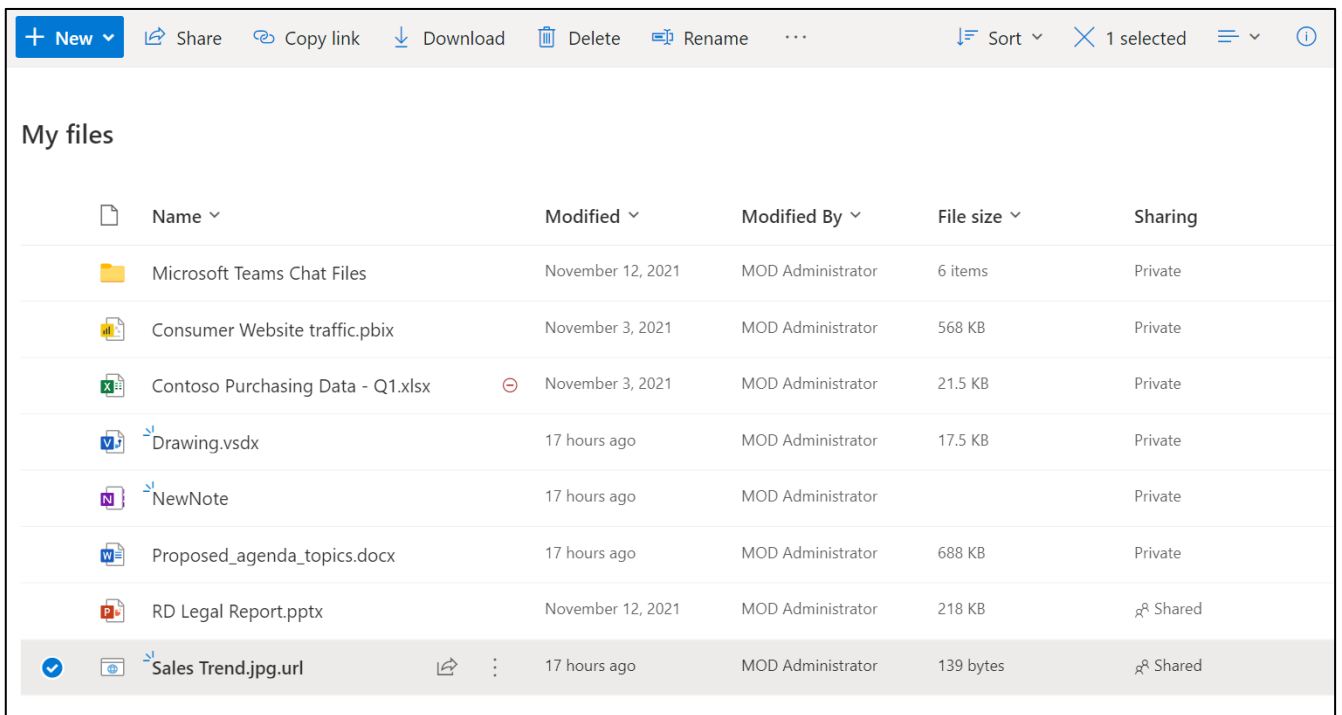 New Share Copy link Download Delete Rename ... Sort 1 selected
My files
Name Modified Modified By File size Sharing
Microsoft Teams Chat Files November 12, 2021 MOD Administrator 6 items Private
Consumer Website traffic.pbix November 3, 2021 MOD Administrator 568 KB Private
Contoso Purchasing Data - Q1.xlsx November 3, 2021 MOD Administrator 21.5 KB Private
Drawing.vsdx 17 hours ago MOD Administrator 17.5 KB Private
NewNote 17 hours ago MOD Administrator Private
Proposed_agenda_topics.docx 17 hours ago MOD Administrator 688 KB Private
RD Legal Report.pptx November 12, 2021 MOD Administrator 218 KB Shared
Sales Trend.jpg.url 17 hours ago MOD Administrator 139 bytes Shared